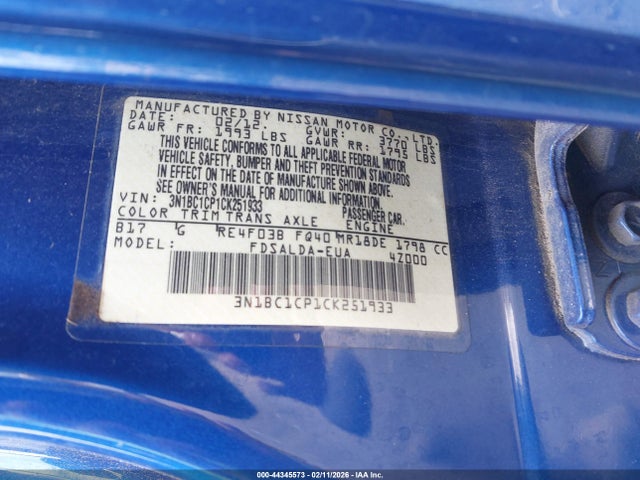 MANUFACTURED BY NISSAN MOTOR CO., LTD.
DATE: 02/12 GVWR: 3770 LBS
GAWR FR: 1993 LBS GAWR RR: 1795 LBS
THIS VEHICLE CONFORMS TO ALL APPLICABLE FEDERAL MOTOR
VEHICLE SAFETY, BUMPER AND THEFT PREVENTION STANDARDS
IN EFFECT ON THE DATE OF MANUFACTURE SHOWN ABOVE.
SEE OWNER'S MANUAL FOR ADDITIONAL INFORMATION.
VIN: 3N1BC1CP1CK251933 PASSENGER CAR.
COLOR TRIM TRANS AXLE ENGINE
B17 G RE4F03B FQ40 MR18DE 1798 CC
MODEL: FDSALDA-EUA 4Z000
3N1BC1CP1CK251933
000-44345573 - 02/11/2026 - IAAI.COM